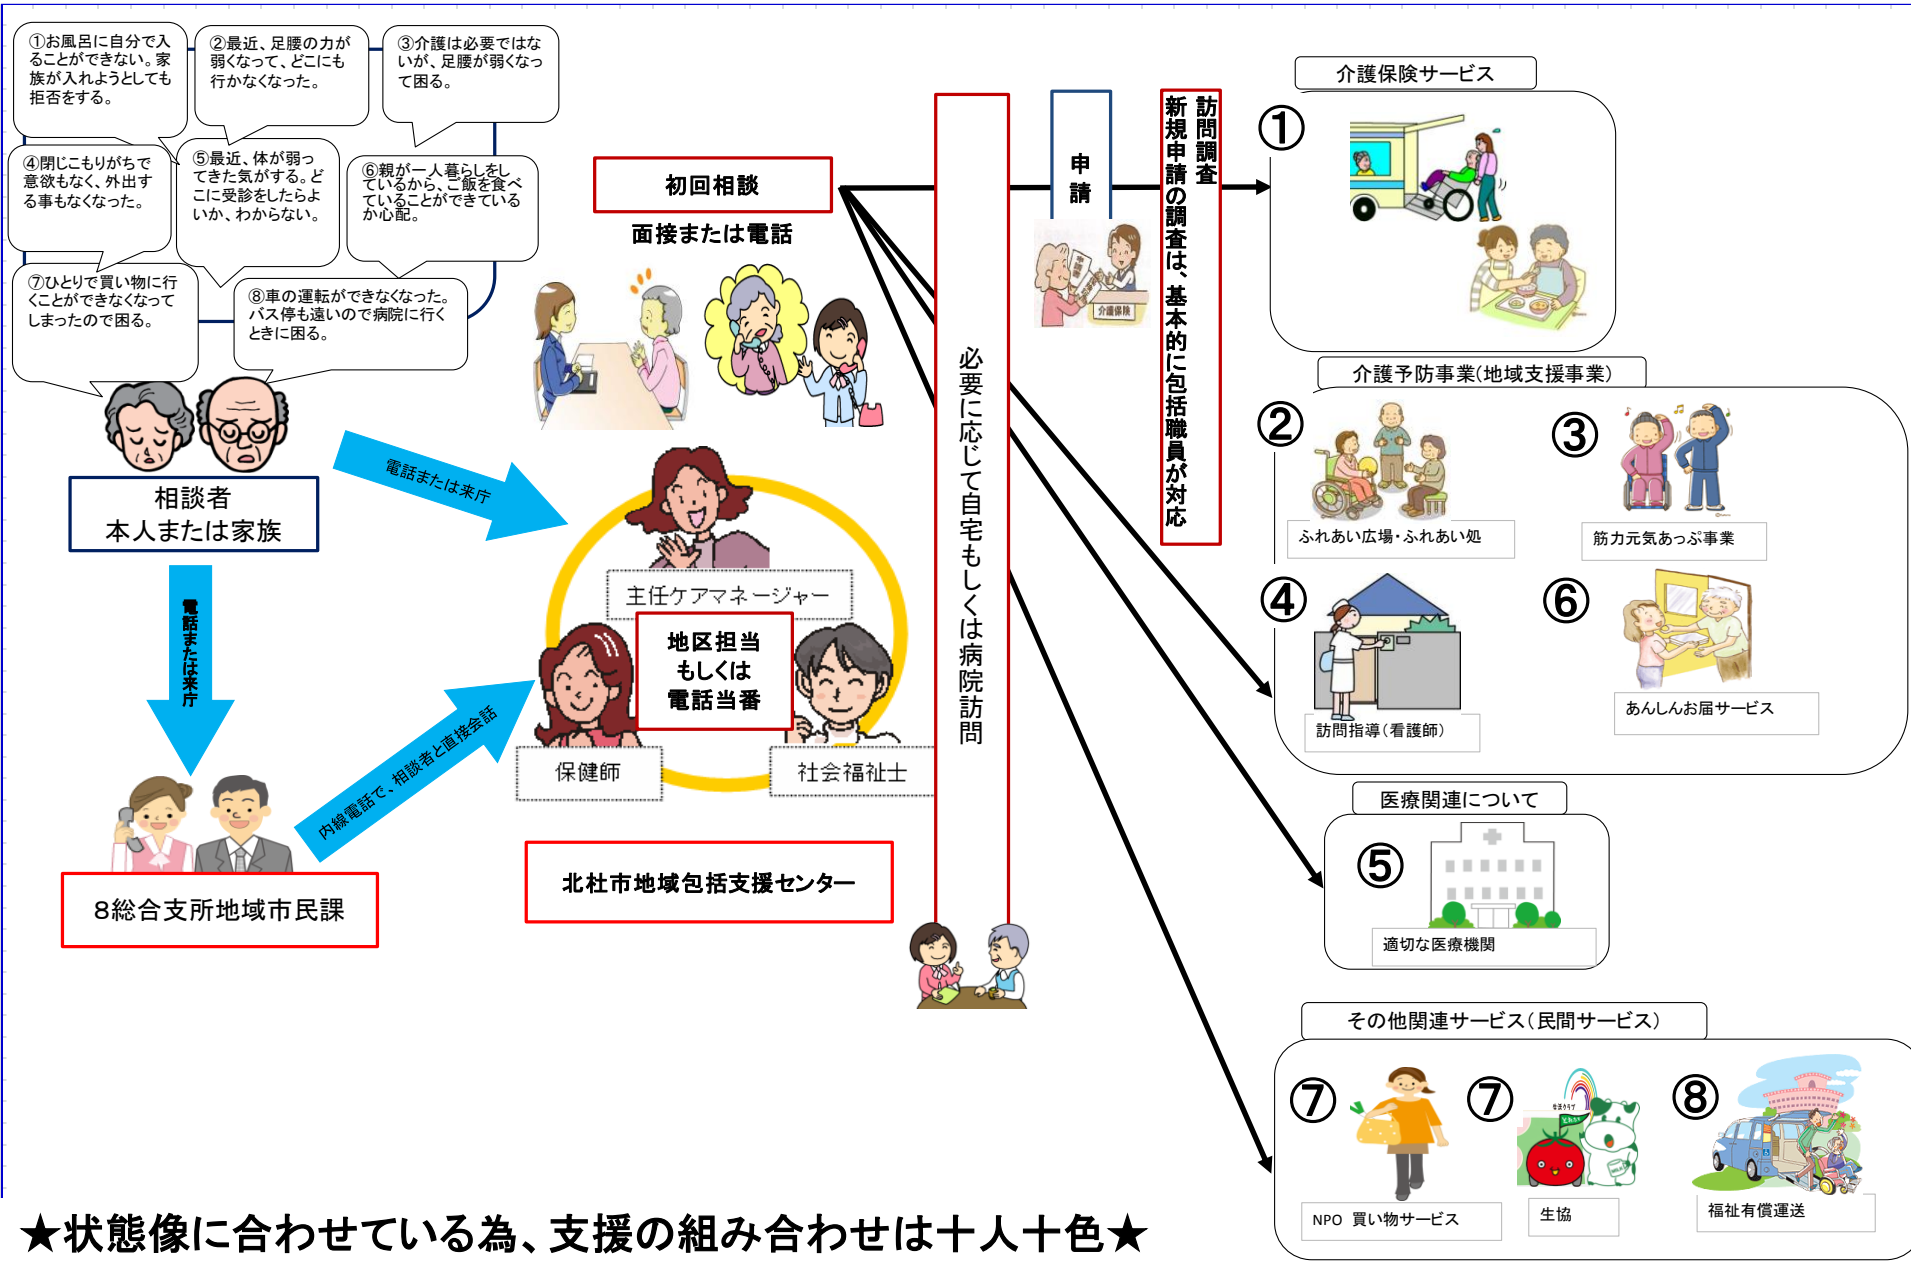 ①お風呂に自分で入
ることができない。家
族が入れようとしても
拒否をする。
②最近、足腰の力が
弱くなって、どこにも
行かなくなった。
③介護は必要ではな
いが、足腰が弱くなっ
て困る。
④閉じこもりがちで
意欲もなく、外出す
る事もなくなった。
⑤最近、体が弱っ
てきた気がする。ど
こに受診をしたらよ
いか、わからない。
⑥親が一人暮らしをし
ているから、ご飯を食べ
ていることができている
か心配。
⑦ひとりで買い物に行
くことができなくなって
しまったので困る。
⑧車の運転ができなくなった。
バス停も遠いので病院に行く
ときに困る。
相談者
本人または家族
電話または来庁
電話または来庁
8総合支所地域市民課
内線電話で、相談者と直接会話
初回相談
面接または電話
主任ケアマネージャー
地区担当
もしくは
電話当番
保健師
社会福祉士
北杜市地域包括支援センター
必要に応じて自宅もしくは病院訪問
申請
介護保険
訪問調査
新規申請の調査は、基本的に包括職員が対応
介護保険サービス
①
介護予防事業(地域支援事業)
②
ふれあい広場・ふれあい処
③
筋力元気あっぷ事業
④
訪問指導(看護師)
⑥
あんしんお届サービス
医療関連について
⑤
適切な医療機関
その他関連サービス(民間サービス)
⑦
NPO 買い物サービス
⑦
生協
⑧
福祉有償運送
★状態像に合わせている為、支援の組み合わせは十人十色★